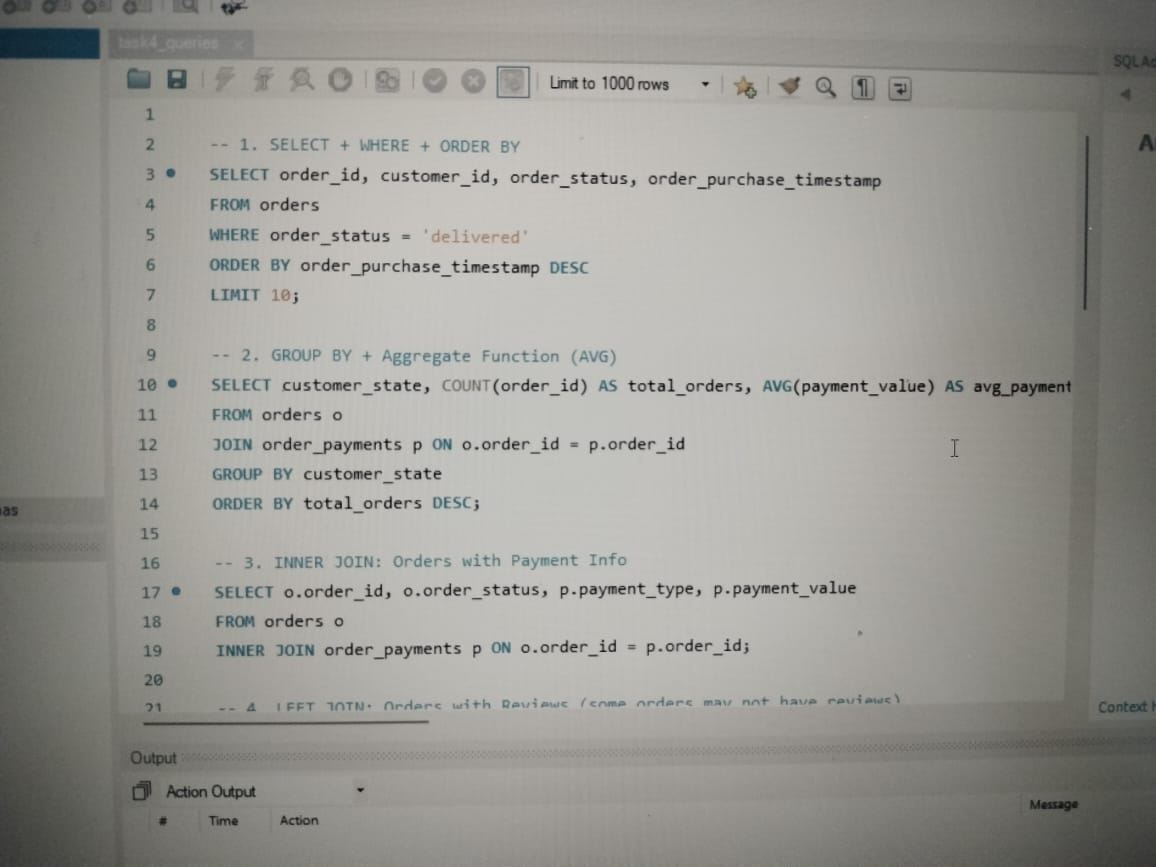 task4_queries
SQLAd
Limit to 1000 rows
A
1
2 -- 1. SELECT + WHERE + ORDER BY
3 SELECT order_id, customer_id, order_status, order_purchase_timestamp
4 FROM orders
5 WHERE order_status = 'delivered'
6 ORDER BY order_purchase_timestamp DESC
7 LIMIT 10;
8
9 -- 2. GROUP BY + Aggregate Function (AVG)
10 SELECT customer_state, COUNT(order_id) AS total_orders, AVG(payment_value) AS avg_payment
11 FROM orders o
12 JOIN order_payments p ON o.order_id = p.order_id
13 GROUP BY customer_state
14 ORDER BY total_orders DESC;
15
16 -- 3. INNER JOIN: Orders with Payment Info
17 SELECT o.order_id, o.order_status, p.payment_type, p.payment_value
18 FROM orders o
19 INNER JOIN order_payments p ON o.order_id = p.order_id;
20
21 -- 4. LEFT JOIN: Orders with Reviews (some orders may not have reviews)
as
Context H
Output
Action Output
# Time Action Message